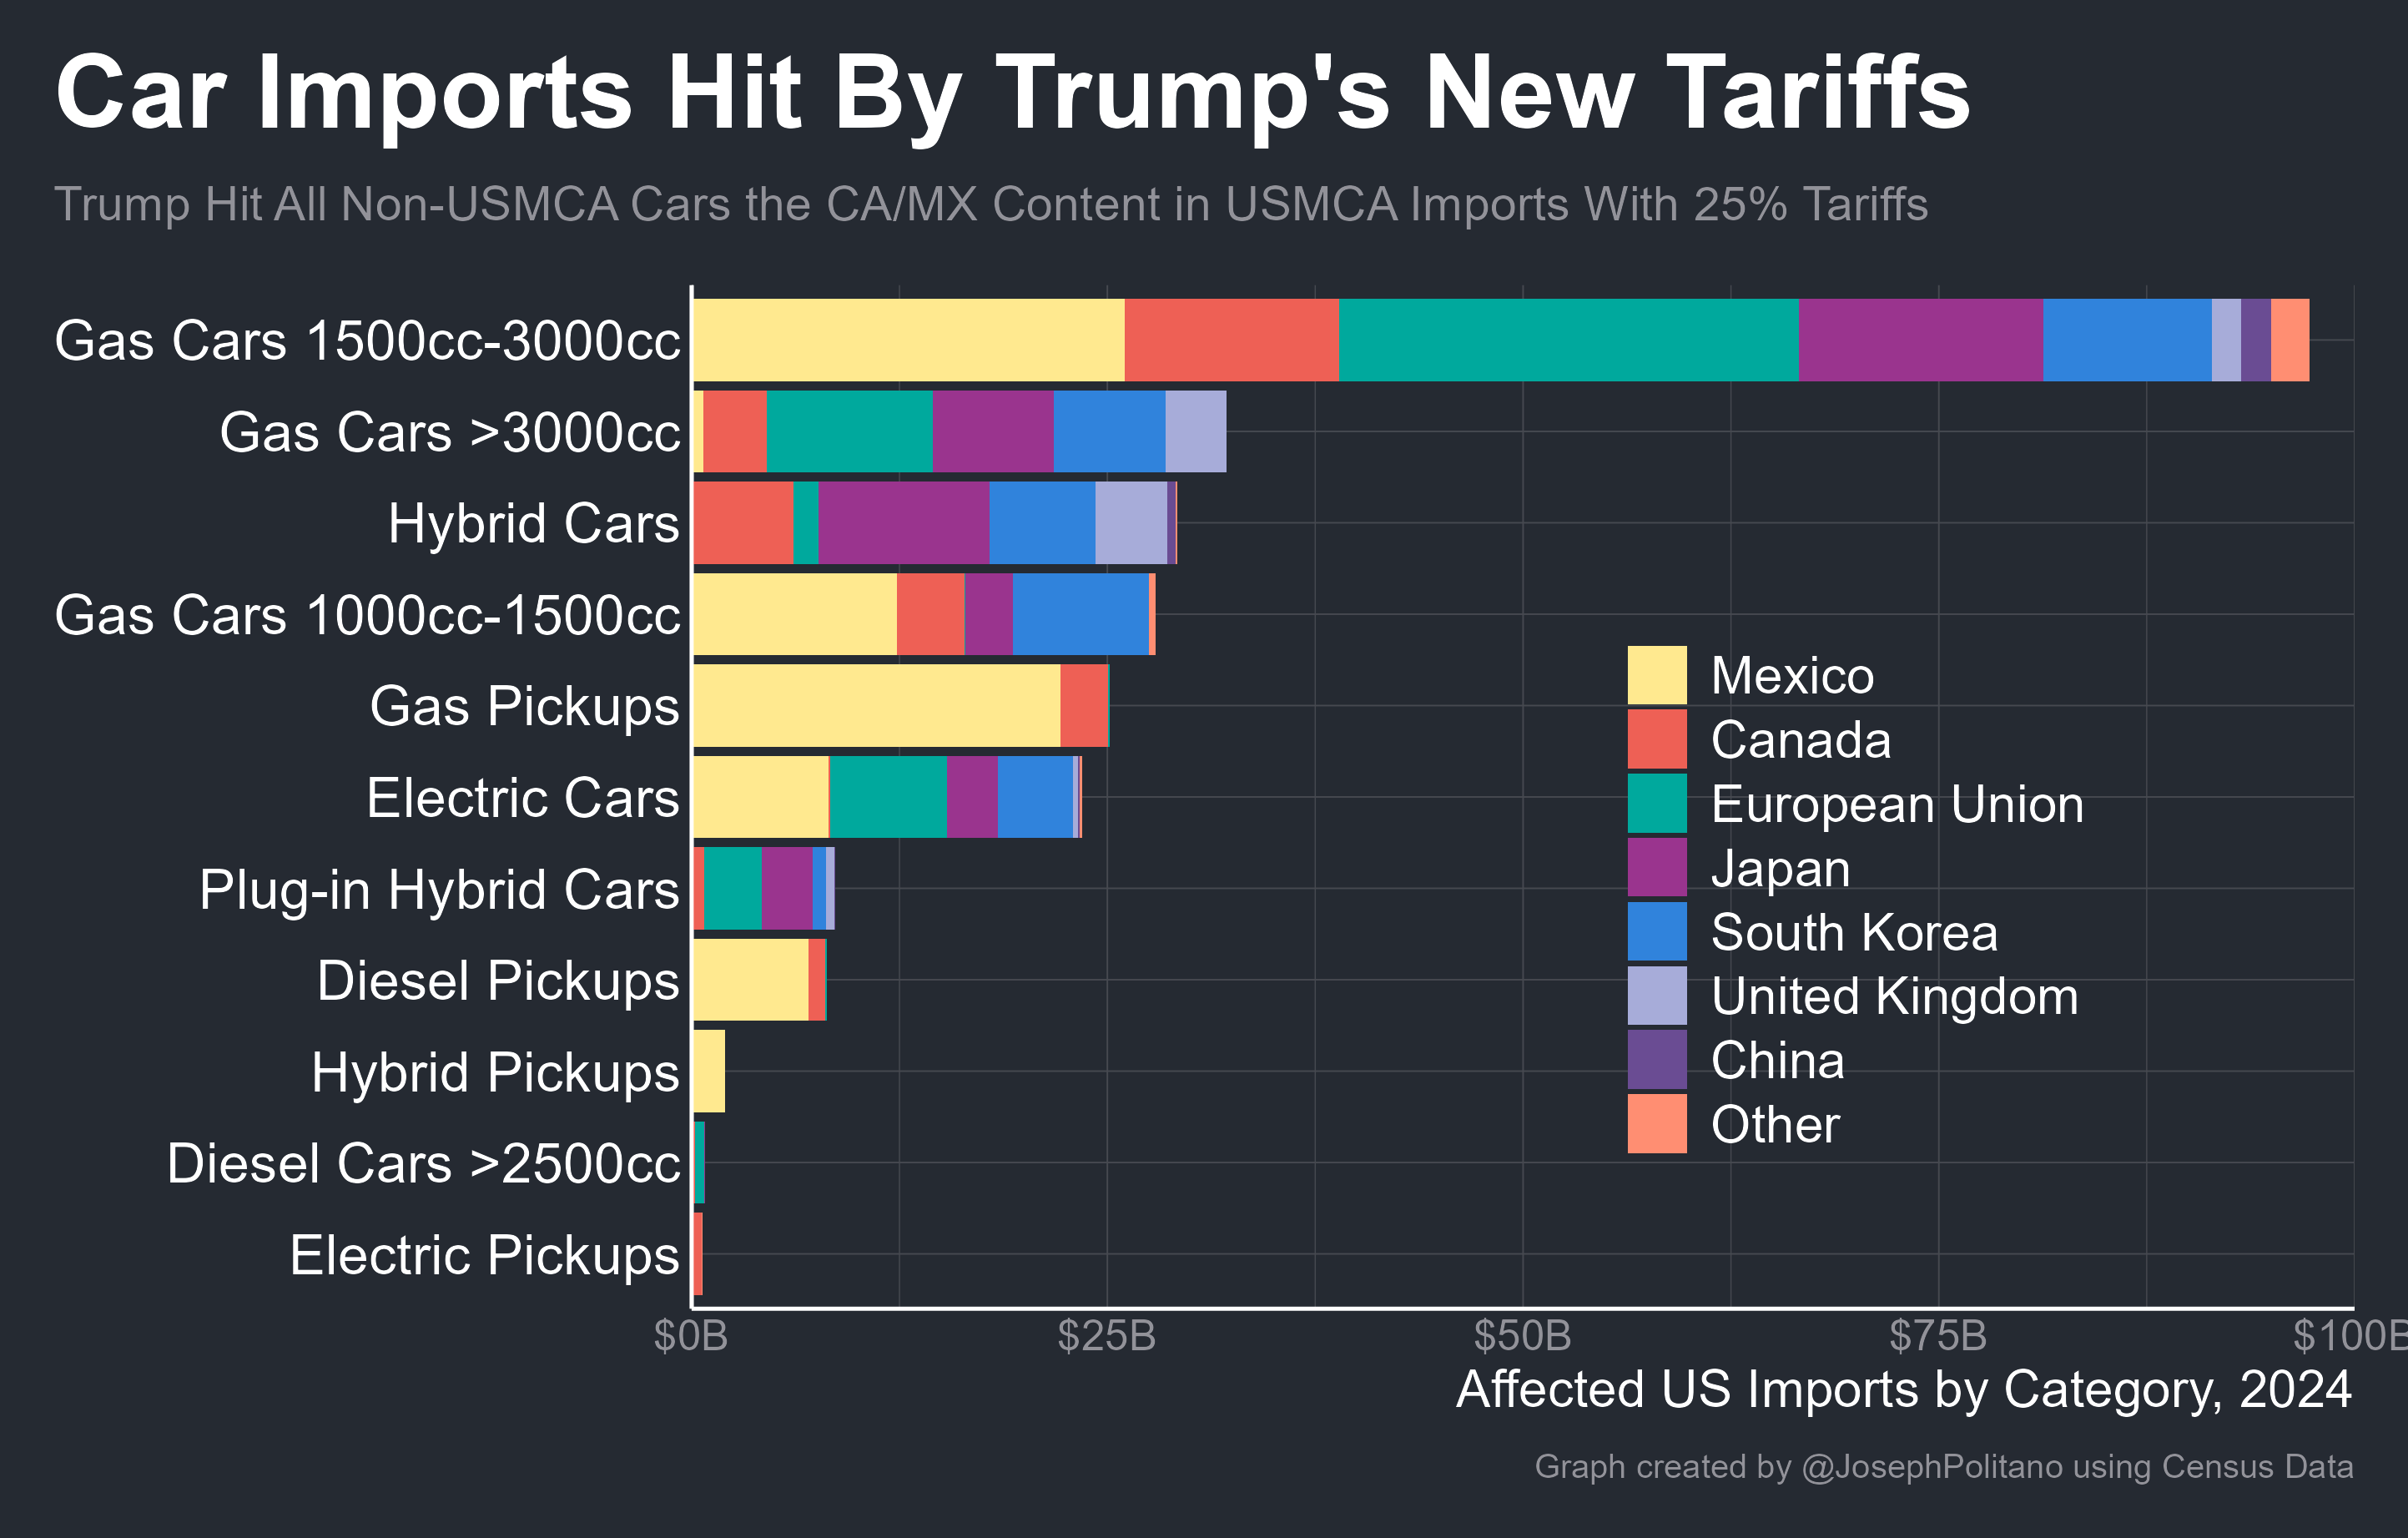 Car Imports Hit By Trump's New Tariffs
Trump Hit All Non-USMCA Cars the CA/MX Content in USMCA Imports With 25% Tariffs
Gas Cars 1500cc-3000cc
Gas Cars >3000cc
Hybrid Cars
Gas Cars 1000cc-1500cc
Gas Pickups
Electric Cars
Plug-in Hybrid Cars
Diesel Pickups
Hybrid Pickups
Diesel Cars >2500cc
Electric Pickups
Mexico
Canada
European Union
Japan
South Korea
United Kingdom
China
Other
$0B $25B $50B $75B $100B
Affected US Imports by Category, 2024
Graph created by @JosephPolitano using Census Data